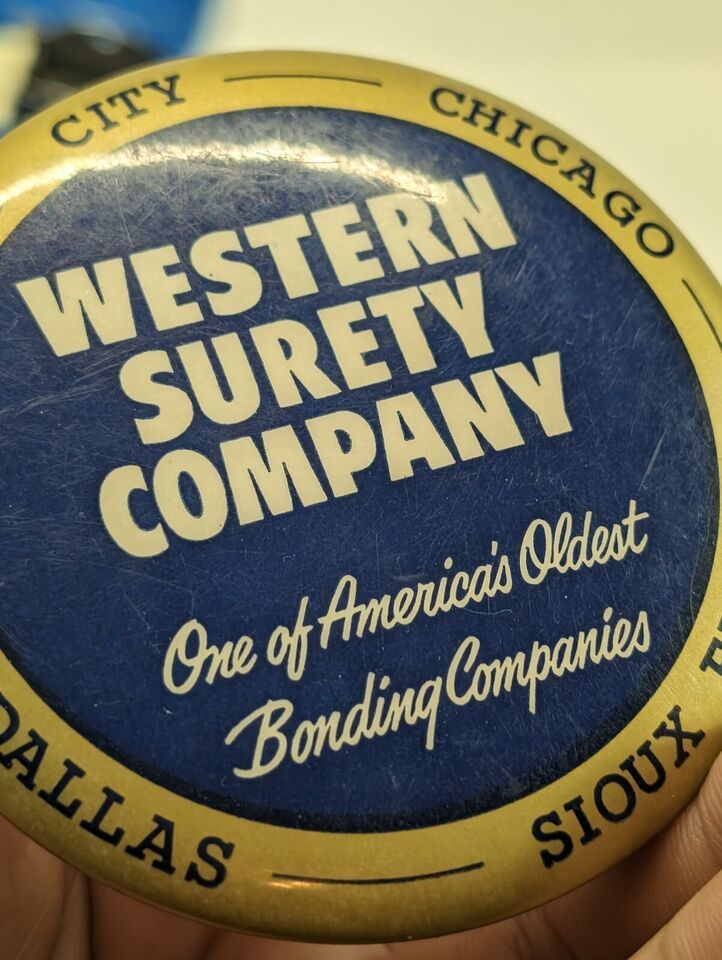 CITY — CHICAGO —
WESTERN
SURETY
COMPANY
One of America's Oldest
Bonding Companies
DALLAS — SIOUX